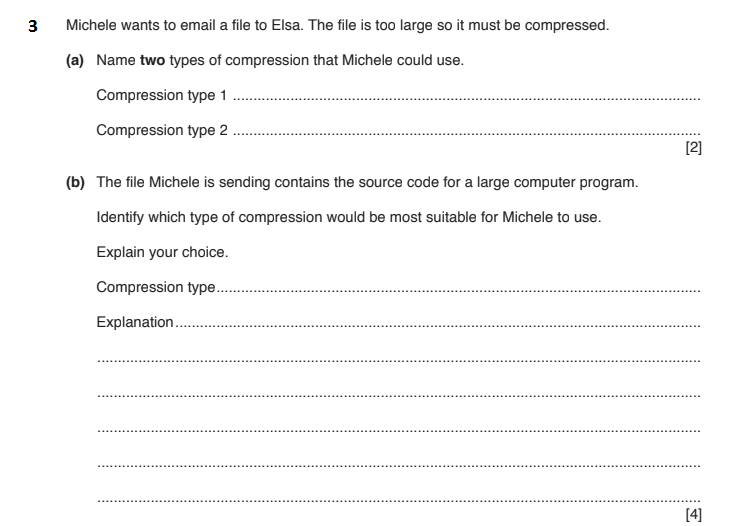 3 Michele wants to email a file to Elsa. The file is too large so it must be compressed.
(a) Name two types of compression that Michele could use.
Compression type 1 ....................................................................................................................
Compression type 2 ....................................................................................................................
[2]
(b) The file Michele is sending contains the source code for a large computer program.
Identify which type of compression would be most suitable for Michele to use.
Explain your choice.
Compression type.......................................................................................................................
Explanation.................................................................................................................................
....................................................................................................................................................
....................................................................................................................................................
....................................................................................................................................................
....................................................................................................................................................
....................................................................................................................................................
[4]